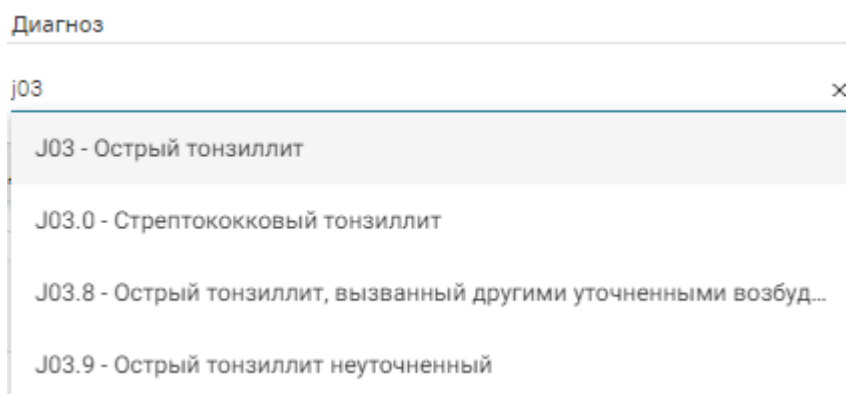 Диагноз
j03
J03 - Острый тонзиллит
J03.0 - Стрептококковый тонзиллит
J03.8 - Острый тонзиллит, вызванный другими уточненными возбуд...
J03.9 - Острый тонзиллит неуточненный